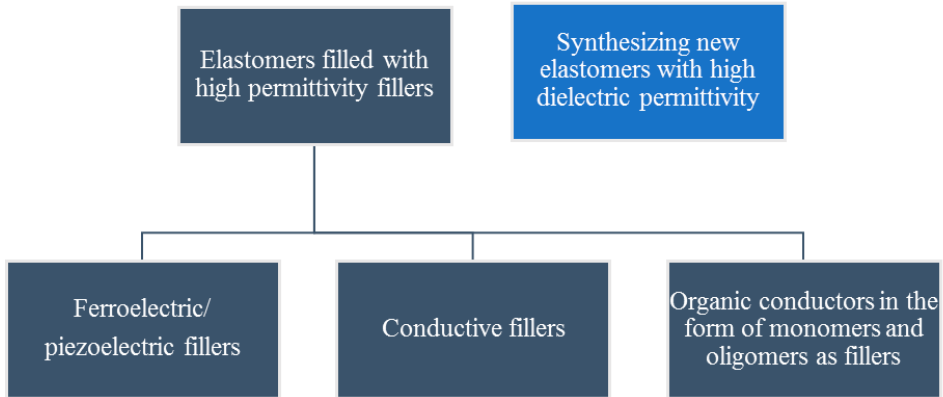 Elastomers filled with
high permittivity fillers
Synthesizing new
elastomers with high
dielectric permittivity
Ferroelectric/
piezoelectric fillers
Conductive fillers
Organic conductors in the
form of monomers and
oligomers as fillers